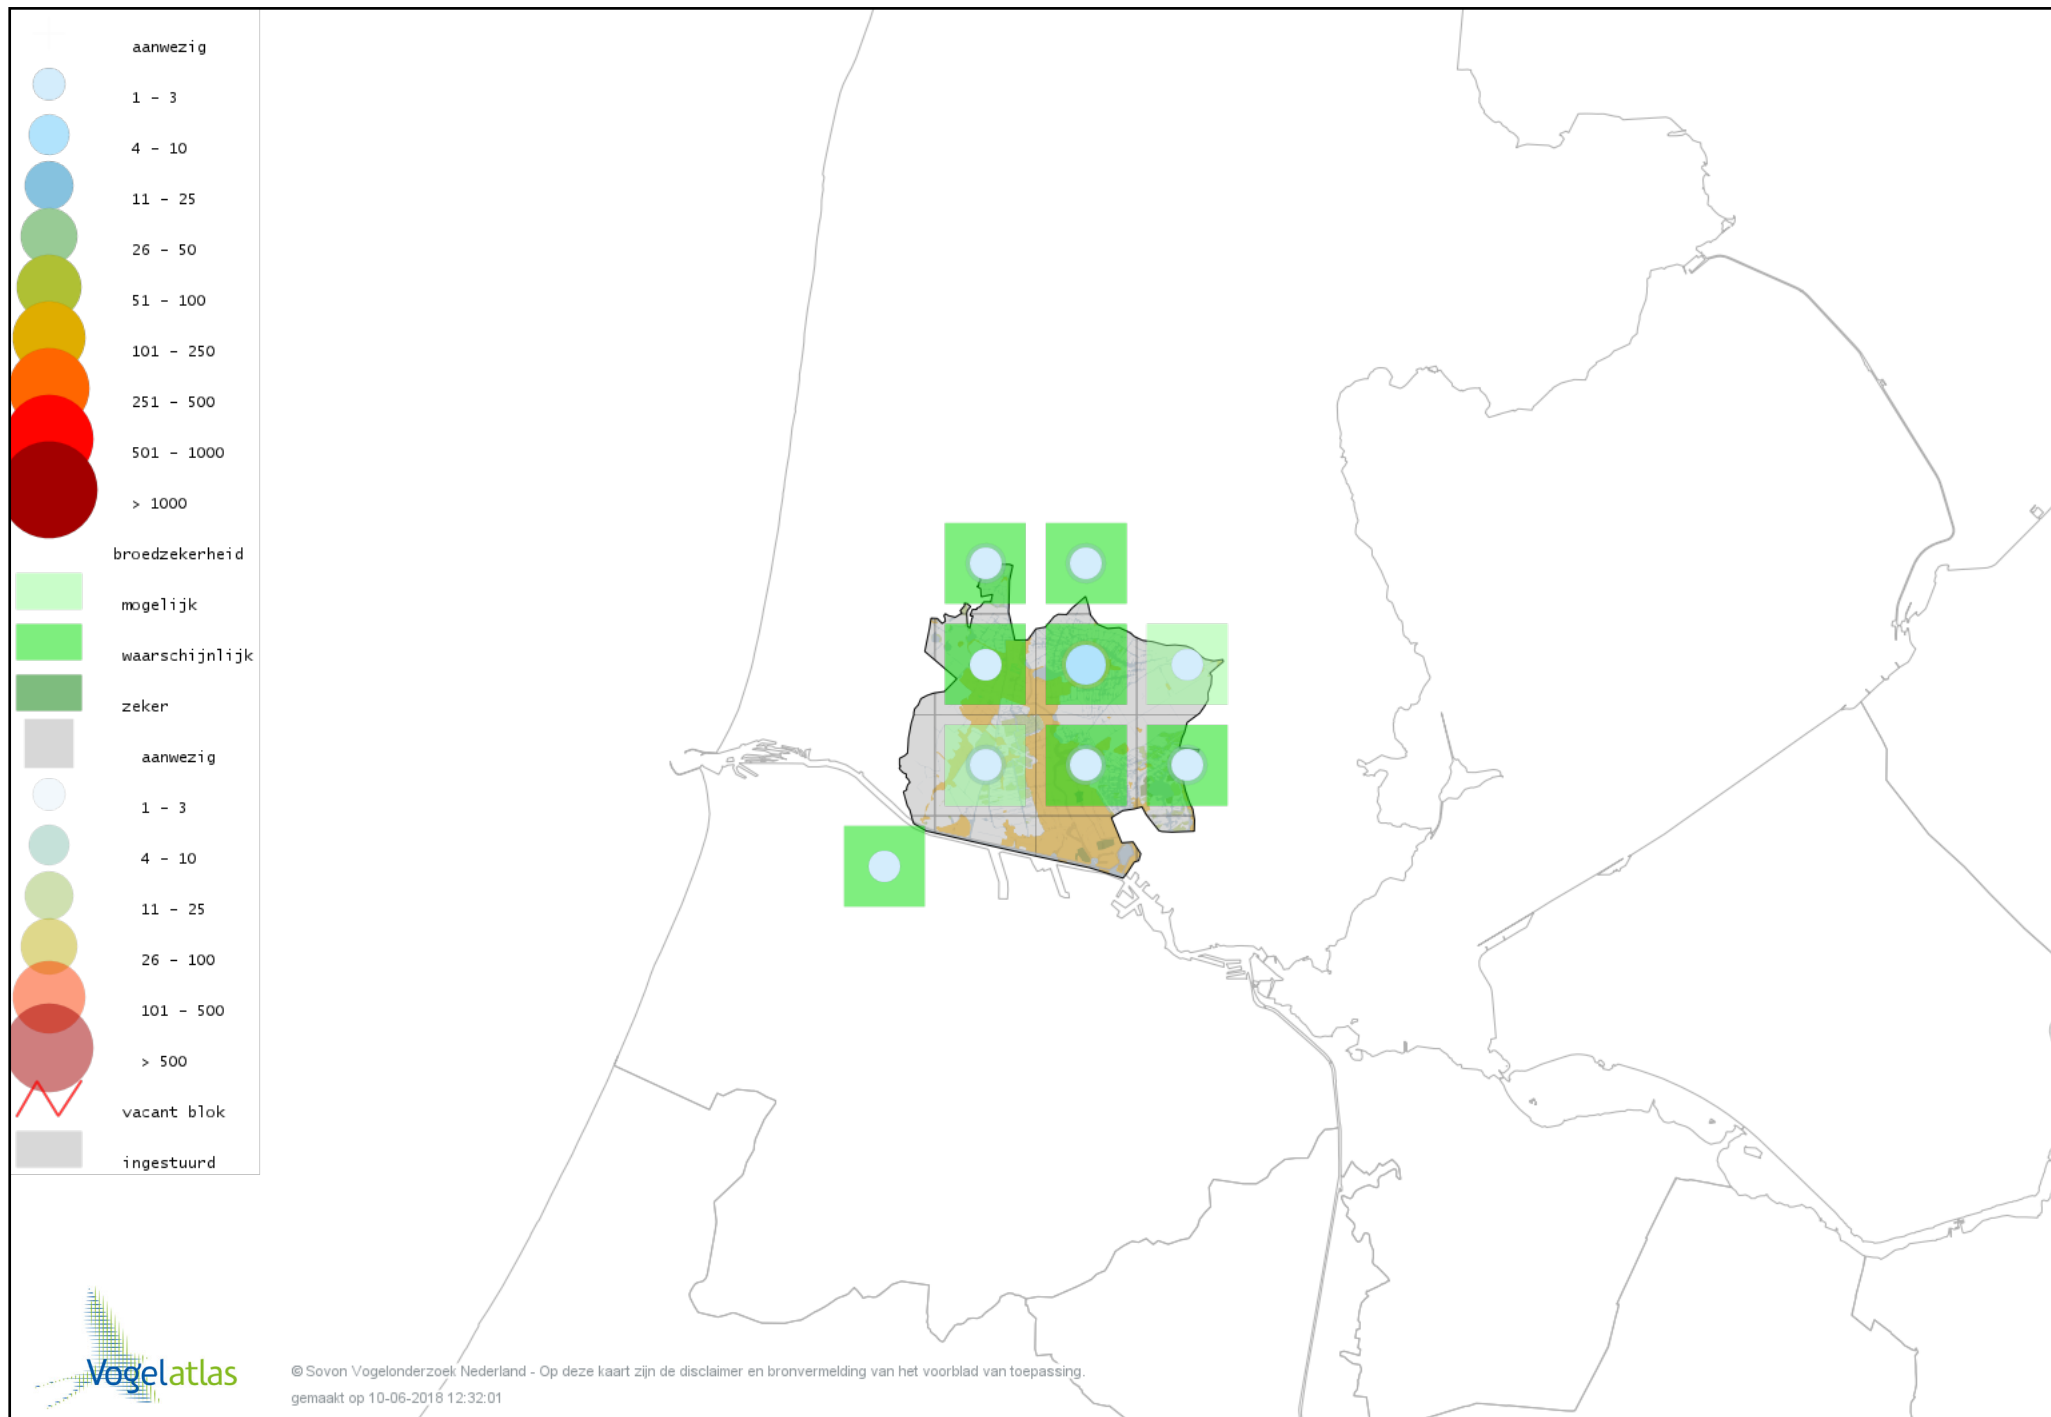 aanwezig
1 - 3
4 - 10
11 - 25
26 - 50
51 - 100
101 - 250
251 - 500
501 - 1000
> 1000
broedzekerheid
mogelijk
waarschijnlijk
zeker
aanwezig
1 - 3
4 - 10
11 - 25
26 - 100
101 - 500
> 500
vacant blok
ingestuurd
Vogelatlas
© Sovon Vogelonderzoek Nederland - Op deze kaart zijn de disclaimer en bronvermelding van het voorblad van toepassing.
gemaakt op 10-06-2018 12:32:01